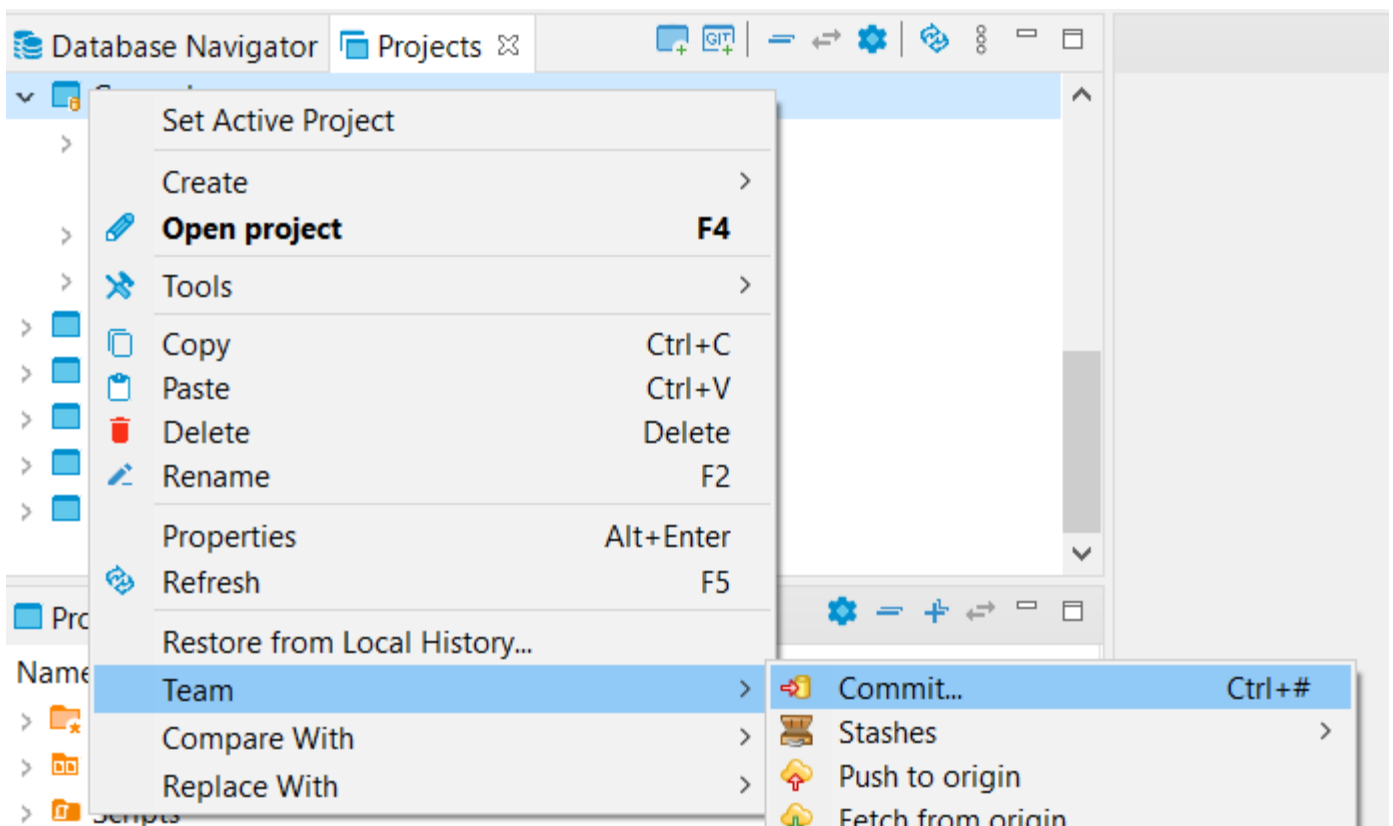 Database Navigator Projects
GIT
Set Active Project
Create
Open project F4
Tools
Copy Ctrl+C
Paste Ctrl+V
Delete Delete
Rename F2
Properties Alt+Enter
Refresh F5
Restore from Local History...
Team
Compare With
Replace With
Commit... Ctrl+#
Stashes
Push to origin
Fetch from origin
Name
Scripts